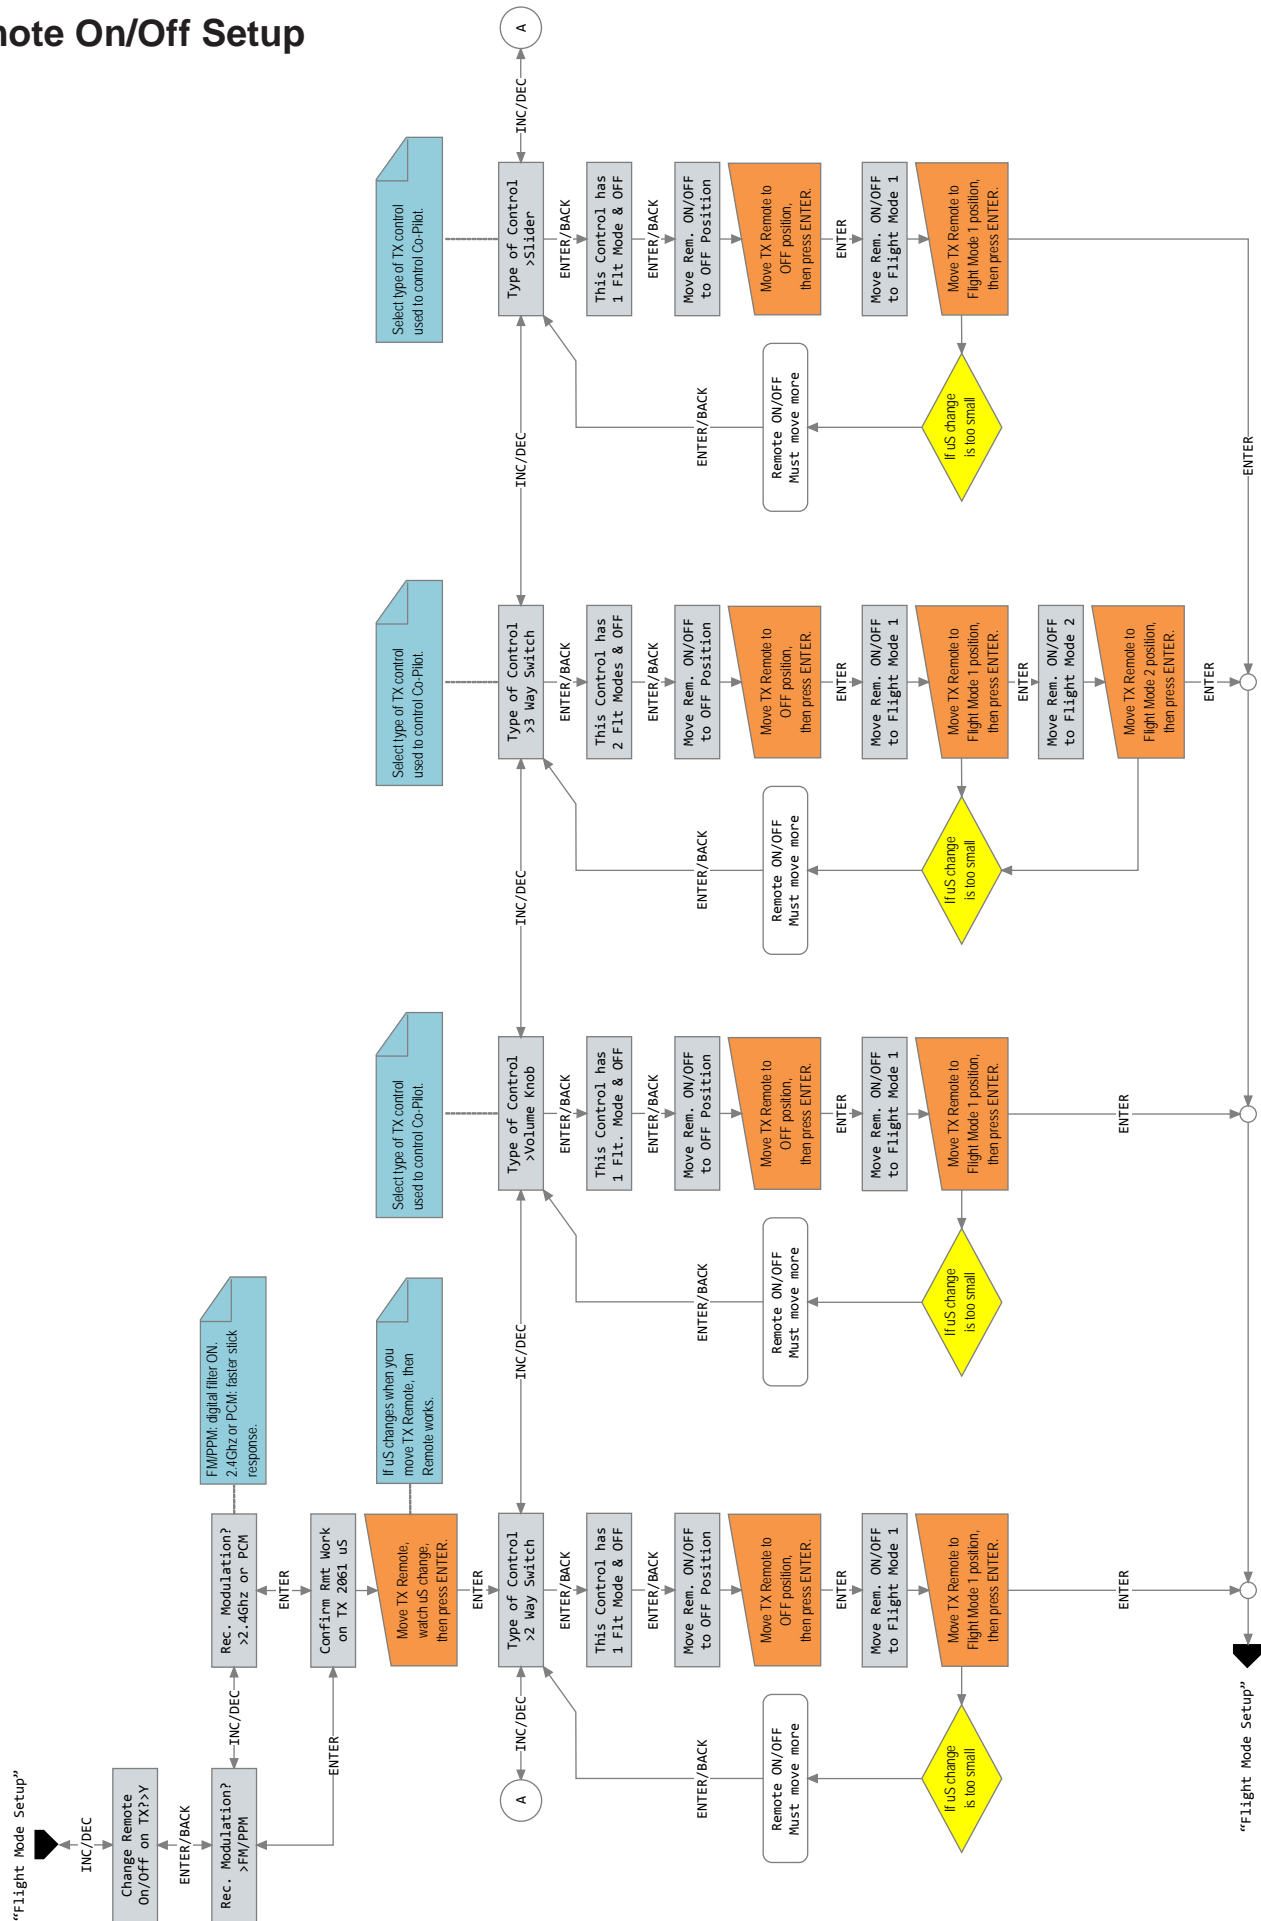 note On/Off Setup
"Flight Mode Setup"
INC/DEC
Change Remote
On/Off on TX?>Y
ENTER/BACK
Rec. Modulation?
>FM/PPM
INC/DEC
ENTER
Rec. Modulation?
>2.4Ghz or PCM
FM/PPM: digital filter ON.
2.4Ghz or PCM: faster stick
response.
ENTER
Confirm Rmt Work
on TX 2061 uS
Move TX Remote,
watch uS change,
then press ENTER.
If uS changes when you
move TX Remote, then
Remote works.
ENTER
A
INC/DEC
Type of Control
>2 Way Switch
ENTER/BACK
This Control has
1 Flt Mode & OFF
ENTER/BACK
Move Rem. ON/OFF
to OFF Position
Move TX Remote to
OFF position,
then press ENTER.
ENTER
Move Rem. ON/OFF
to Flight Mode 1
Move TX Remote to
Flight Mode 1 position,
then press ENTER.
ENTER
If uS change
is too small
Remote ON/OFF
Must move more
ENTER/BACK
INC/DEC
Select type of TX control
used to control Co-Pilot.
Type of Control
>Volume Knob
ENTER/BACK
This Control has
1 Flt. Mode & OFF
ENTER/BACK
Move Rem. ON/OFF
to OFF Position
Move TX Remote to
OFF position,
then press ENTER.
ENTER
Move Rem. ON/OFF
to Flight Mode 1
Move TX Remote to
Flight Mode 1 position,
then press ENTER.
ENTER
If uS change
is too small
Remote ON/OFF
Must move more
ENTER/BACK
INC/DEC
Select type of TX control
used to control Co-Pilot.
Type of Control
>3 Way Switch
ENTER/BACK
This Control has
2 Flt Modes & OFF
ENTER/BACK
Move Rem. ON/OFF
to OFF Position
Move TX Remote to
OFF position,
then press ENTER.
ENTER
Move Rem. ON/OFF
to Flight Mode 1
Move TX Remote to
Flight Mode 1 position,
then press ENTER.
ENTER
Move Rem. ON/OFF
to Flight Mode 2
Move TX Remote to
Flight Mode 2 position,
then press ENTER.
ENTER
If uS change
is too small
Remote ON/OFF
Must move more
ENTER/BACK
INC/DEC
Select type of TX control
used to control Co-Pilot.
Type of Control
>Slider
INC/DEC
A
ENTER/BACK
This Control has
1 Flt Mode & OFF
ENTER/BACK
Move Rem. ON/OFF
to OFF Position
Move TX Remote to
OFF position,
then press ENTER.
ENTER
Move Rem. ON/OFF
to Flight Mode 1
Move TX Remote to
Flight Mode 1 position,
then press ENTER.
If uS change
is too small
Remote ON/OFF
Must move more
ENTER/BACK
ENTER
"Flight Mode Setup"